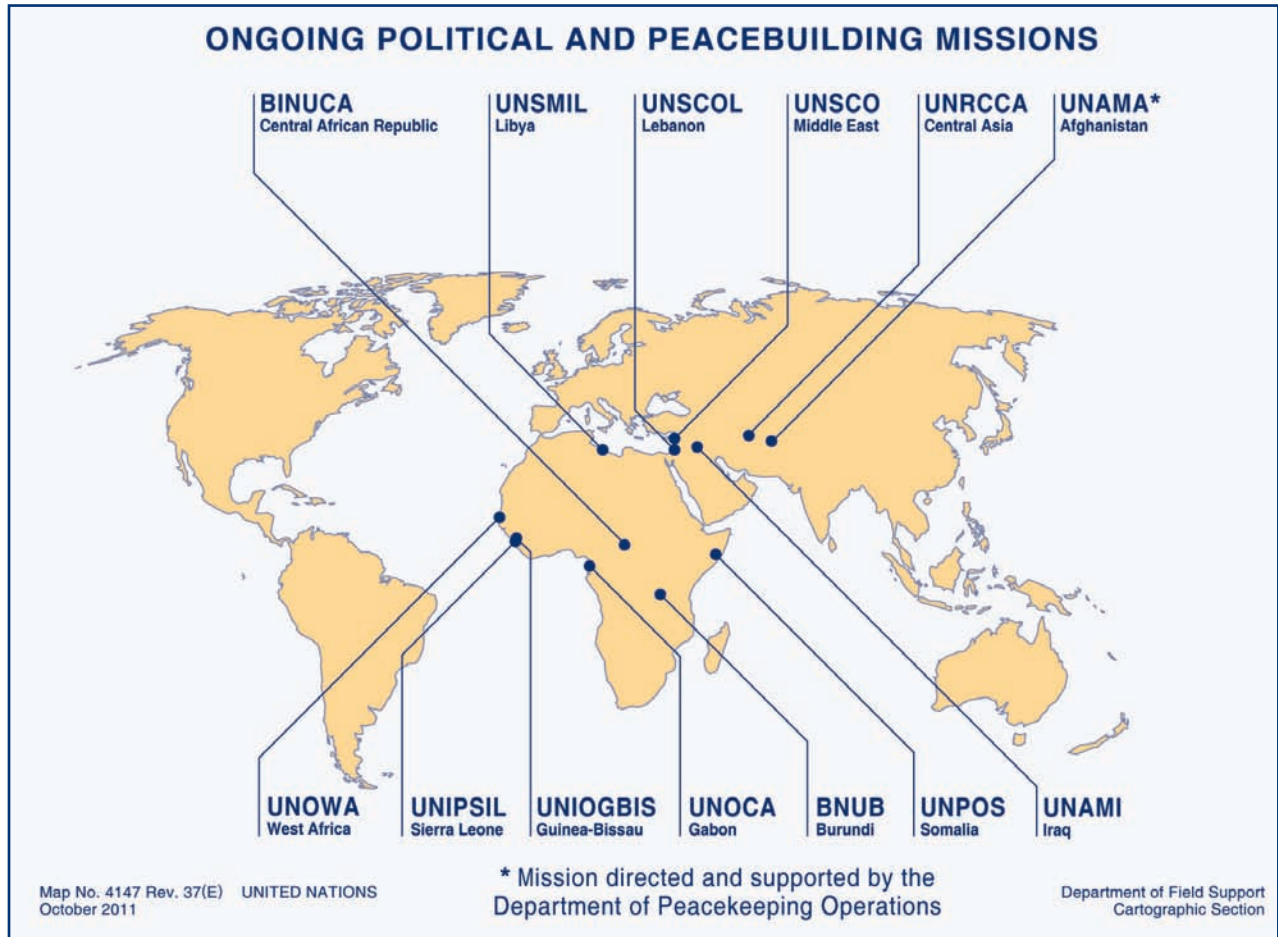 ONGOING POLITICAL AND PEACEBUILDING MISSIONS
BINUCA
Central African Republic
UNSMIL
Libya
UNSCOL
Lebanon
UNSCO
Middle East
UNRCCA
Central Asia
UNAMA*
Afghanistan
UNOWA
West Africa
UNIPSIL
Sierra Leone
UNIOGBIS
Guinea-Bissau
UNOCA
Gabon
BNUB
Burundi
UNPOS
Somalia
UNAMI
Iraq
Map No. 4147 Rev. 37(E) UNITED NATIONS
October 2011
* Mission directed and supported by the
Department of Peacekeeping Operations
Department of Field Support
Cartographic Section